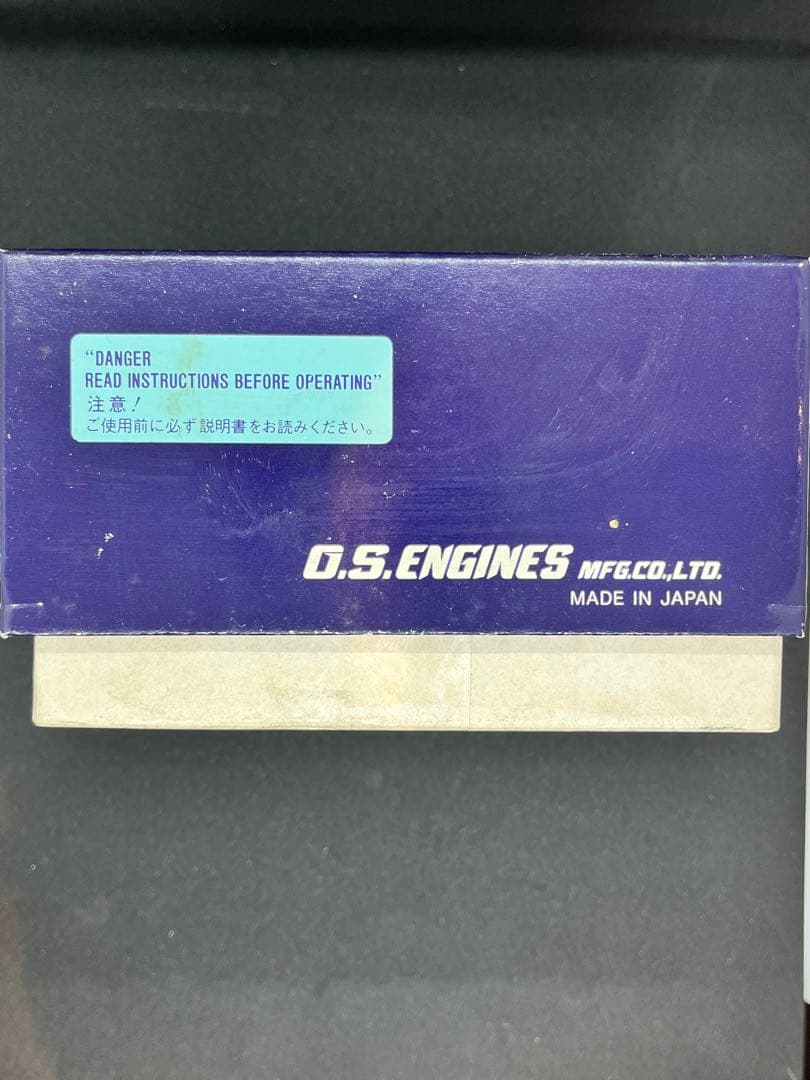 “DANGER
READ INSTRUCTIONS BEFORE OPERATING”
注意!
ご使用前に必ず説明書をお読みください。
O.S.ENGINES MFG.CO.,LTD.
MADE IN JAPAN